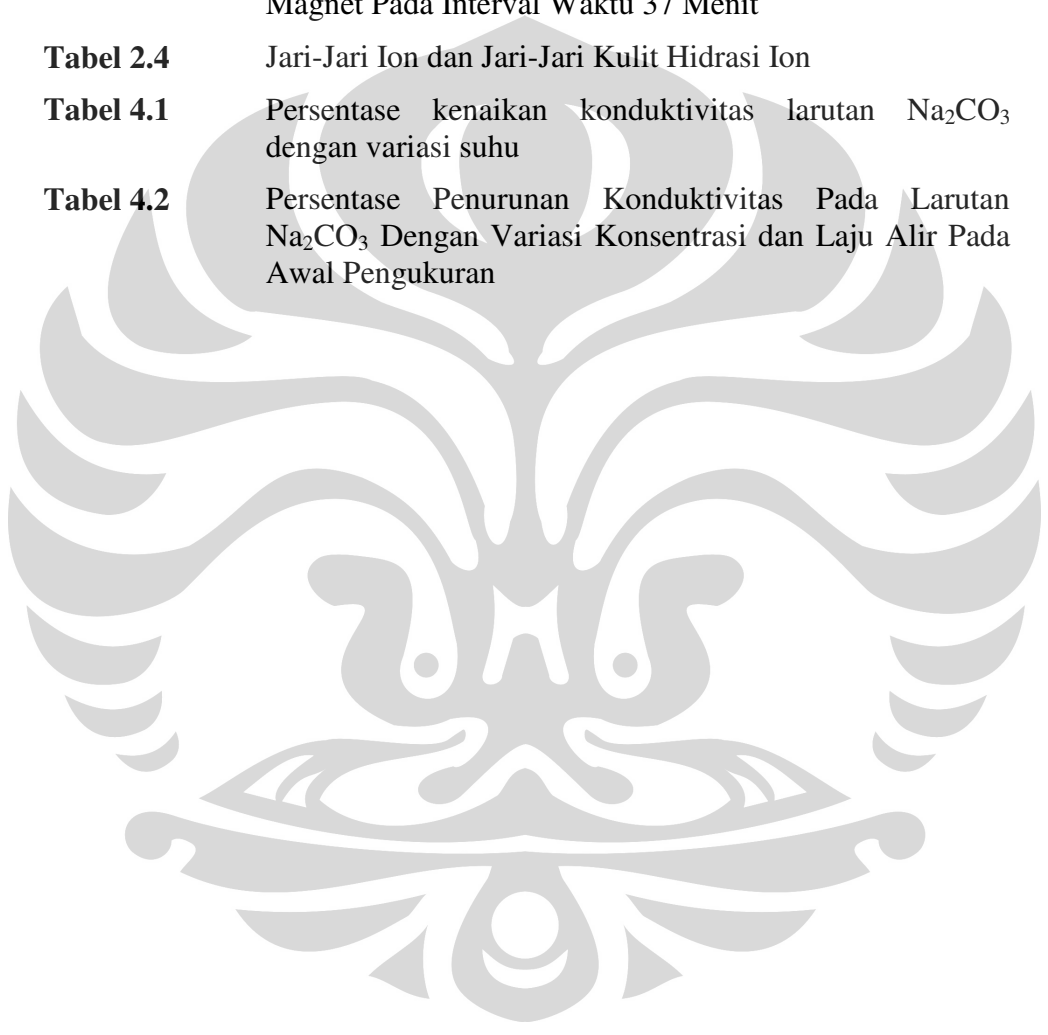 Magnet Pada Interval Waktu 37 Menit
Tabel 2.4 Jari-Jari Ion dan Jari-Jari Kulit Hidrasi Ion
Tabel 4.1 Persentase kenaikan konduktivitas larutan Na₂CO₃
dengan variasi suhu
Tabel 4.2 Persentase Penurunan Konduktivitas Pada Larutan
Na₂CO₃ Dengan Variasi Konsentrasi dan Laju Alir Pada
Awal Pengukuran